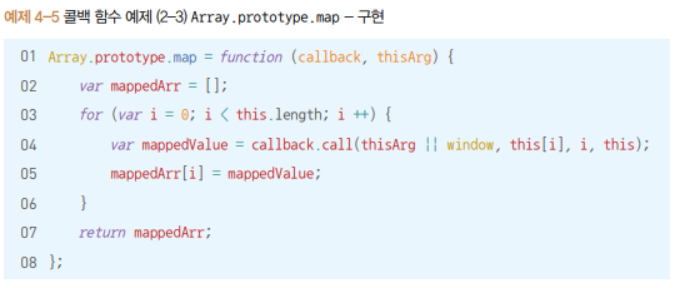 예제 4-5 콜백 함수 예제 (2-3) Array.prototype.map – 구현
01 Array.prototype.map = function (callback, thisArg) {
02 var mappedArr = [];
03 for (var i = 0; i < this.length; i ++) {
04 var mappedValue = callback.call(thisArg || window, this[i], i, this);
05 mappedArr[i] = mappedValue;
06 }
07 return mappedArr;
08 };